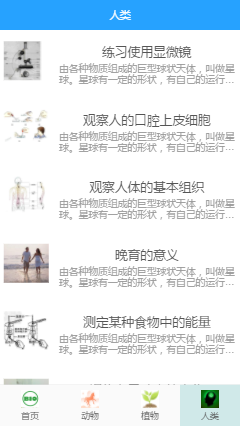 人类
练习使用显微镜
由各种物质组成的巨型球状天体，叫做星
球。星球有一定的形状，有自己的运行...
观察人的口腔上皮细胞
由各种物质组成的巨型球状天体，叫做星
球。星球有一定的形状，有自己的运行...
观察人体的基本组织
由各种物质组成的巨型球状天体，叫做星
球。星球有一定的形状，有自己的运行...
晚育的意义
由各种物质组成的巨型球状天体，叫做星
球。星球有一定的形状，有自己的运行...
测定某种食物中的能量
由各种物质组成的巨型球状天体，叫做星
球。星球有一定的形状，有自己的运行...
首页
动物
植物
人类